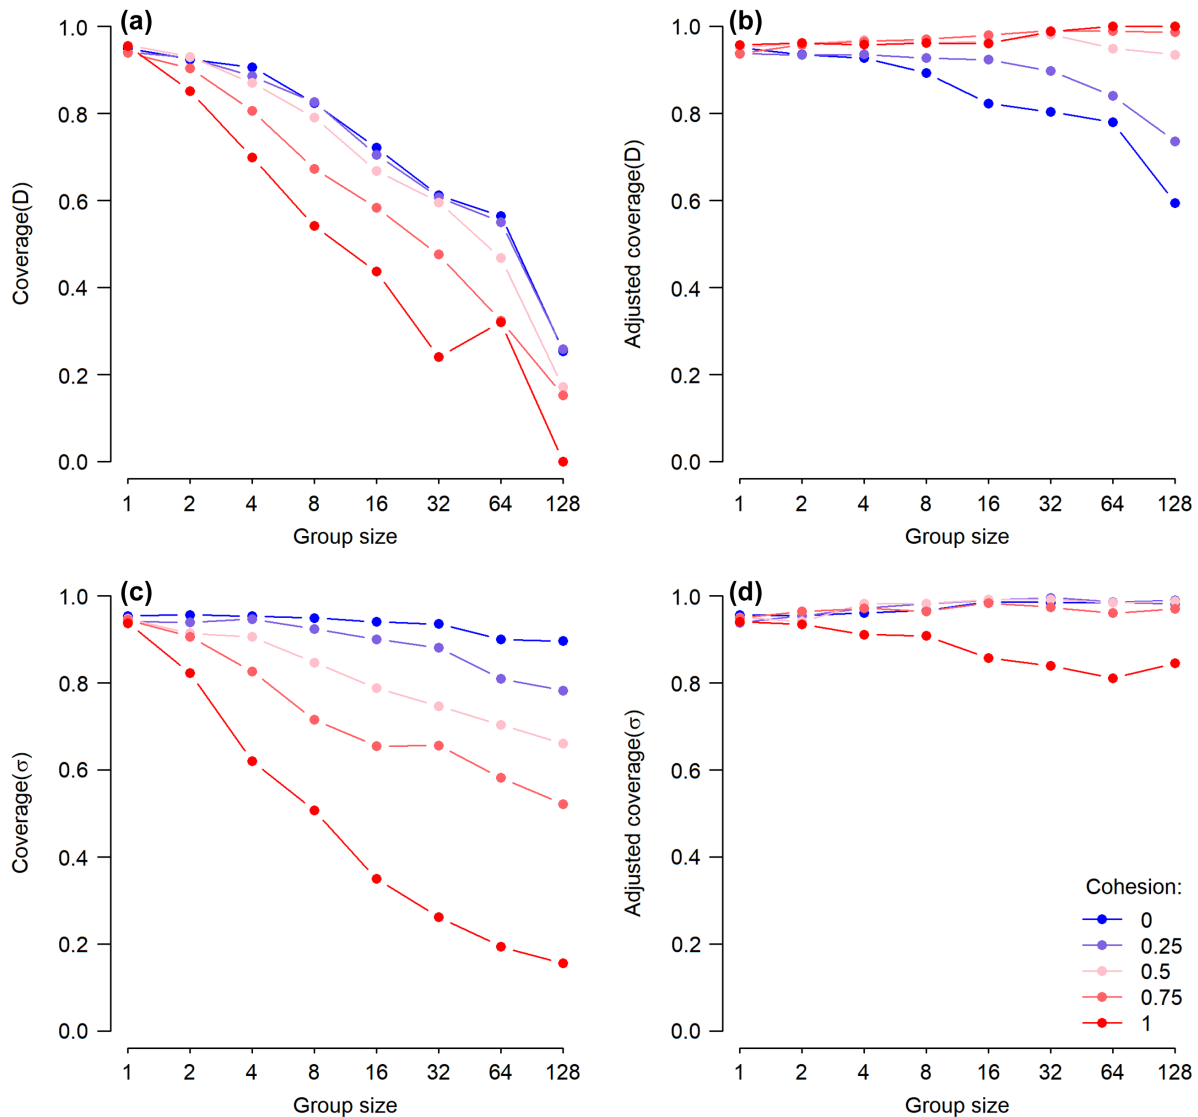 (a)
1.0
0.8
0.6
0.4
0.2
0.0
Coverage(D)
1 2 4 8 16 32 64 128
Group size
(b)
1.0
0.8
0.6
0.4
0.2
0.0
Adjusted coverage(D)
1 2 4 8 16 32 64 128
Group size
(c)
1.0
0.8
0.6
0.4
0.2
0.0
Coverage(σ)
1 2 4 8 16 32 64 128
Group size
(d)
1.0
0.8
0.6
0.4
0.2
0.0
Adjusted coverage(σ)
Cohesion:
0
0.25
0.5
0.75
1
1 2 4 8 16 32 64 128
Group size